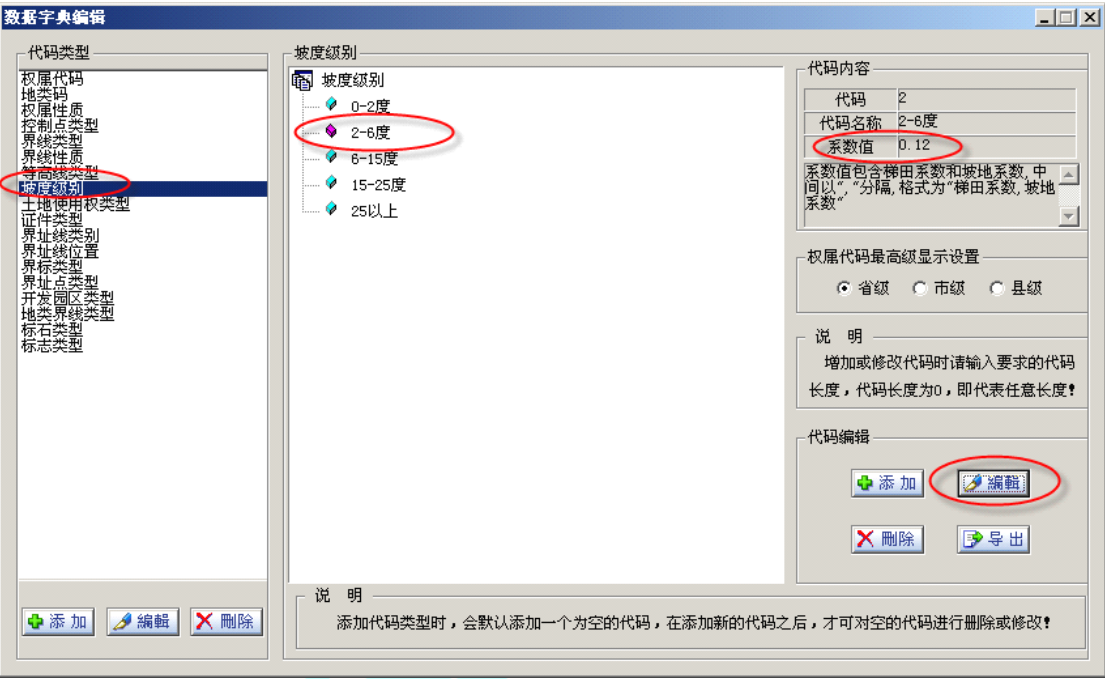 数据字典编辑
代码类型
权属代码
地类码
权属性质
控制点类型
界线类型
界线性质
等高线类型
坡度级别
土地使用权类型
证件类型
界址线类别
界址线位置
界标类型
界址点类型
开发园区类型
地类界线类型
标石类型
标志类型
添 加
编辑
删除
坡度级别
坡度级别
0-2度
2-6度
6-15度
15-25度
25以上
代码内容
代码 2
代码名称 2-6度
系数值 0.12
系数值包含梯田系数和坡地系数,中
间以“,”分隔,格式为“梯田系数,坡地
系数“
权属代码最高级显示设置
省级 市级 县级
说 明
增加或修改代码时请输入要求的代码
长度，代码长度为0，即代表任意长度！
代码编辑
添 加
编辑
删除
导 出
说 明
添加代码类型时，会默认添加一个为空的代码，在添加新的代码之后，才可对空的代码进行删除或修改！